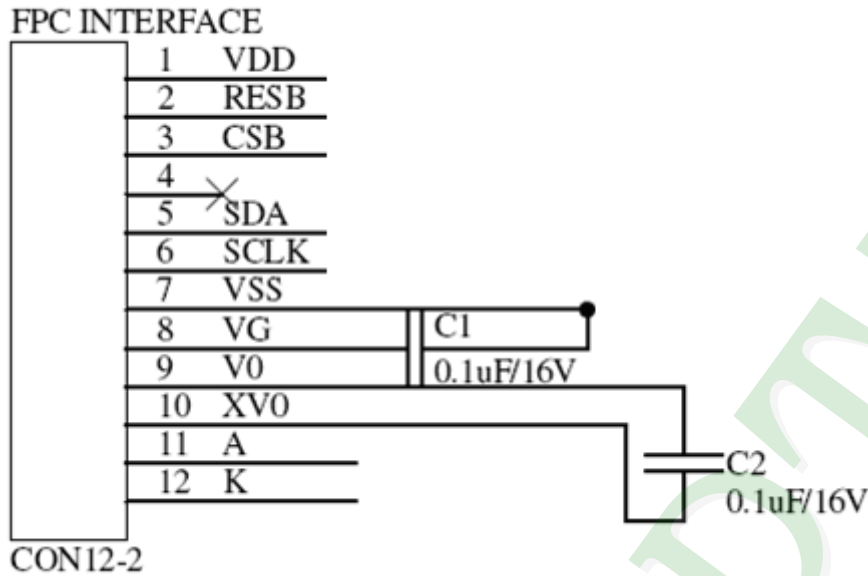 FPC INTERFACE
1 VDD
2 RESB
3 CSB
4
5 SDA
6 SCLK
7 VSS
8 VG
C1
9 V0
0.1uF/16V
10 XV0
11 A
12 K
C2
0.1uF/16V
CON12-2